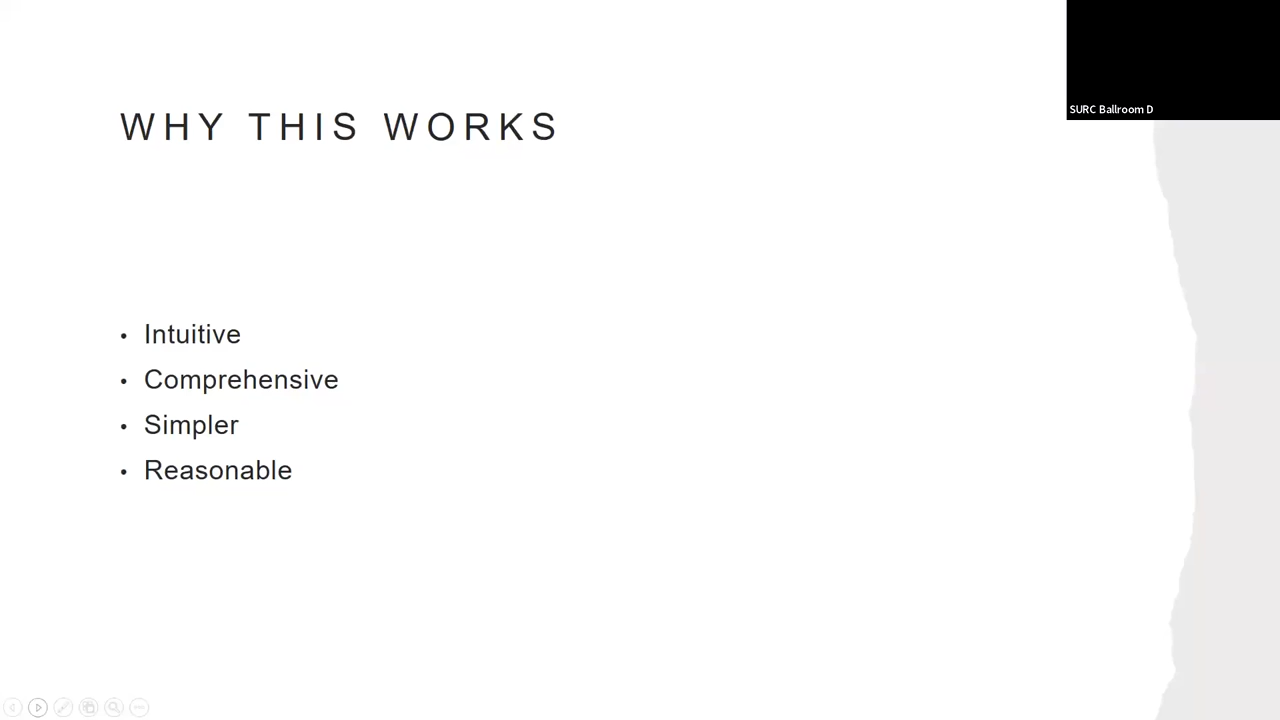 SURC Ballroom D
WHY THIS WORKS
• Intuitive
• Comprehensive
• Simpler
• Reasonable